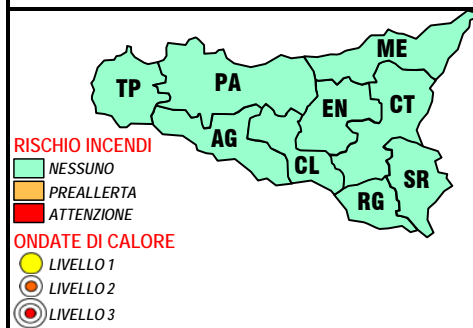 ME
PA
TP
EN
CT
AG
CL
SR
RG
RISCHIO INCENDI
NESSUNO
PREALLERTA
ATTENZIONE
ONDATE DI CALORE
LIVELLO 1
LIVELLO 2
LIVELLO 3